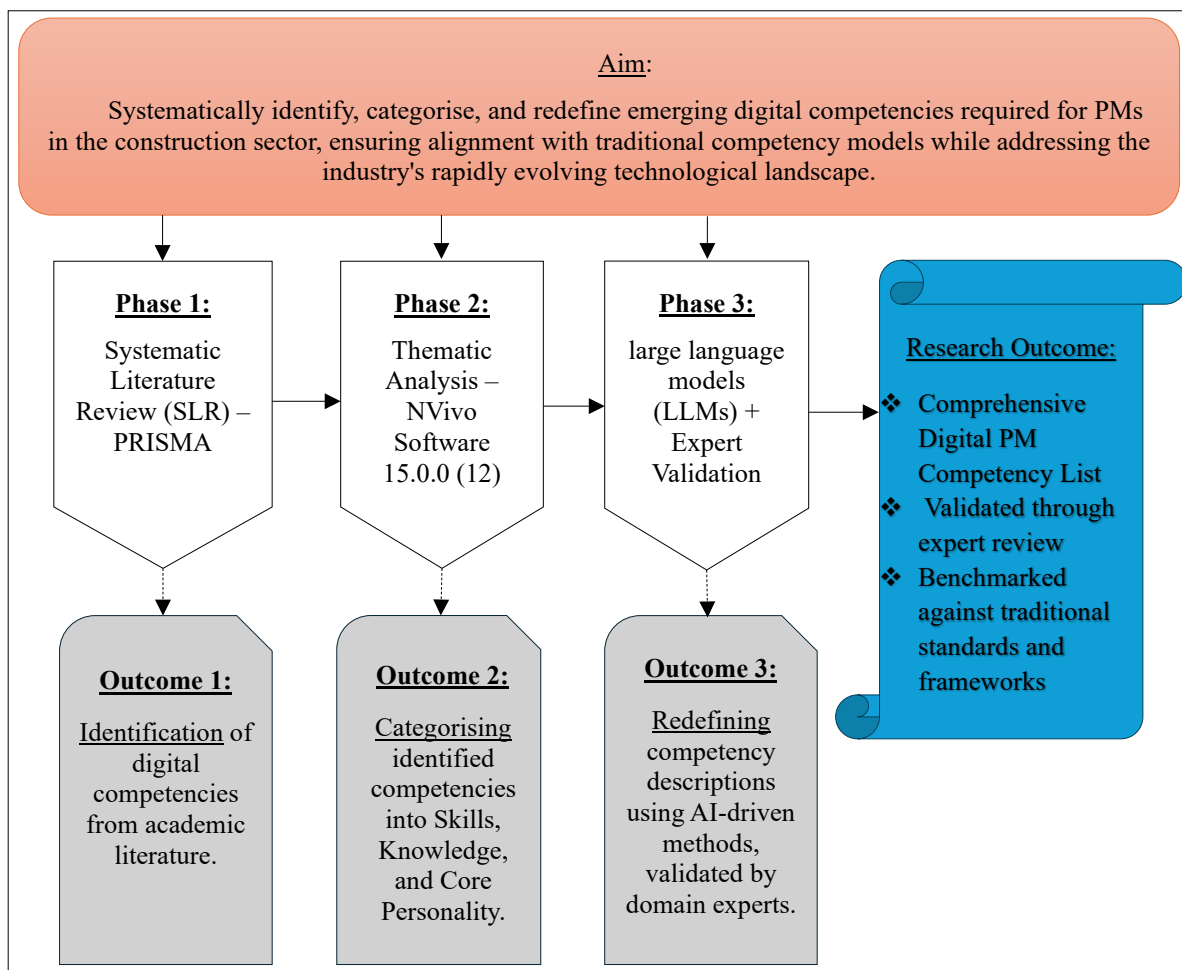 Aim:
Systematically identify, categorise, and redefine emerging digital competencies required for PMs
in the construction sector, ensuring alignment with traditional competency models while addressing the
industry's rapidly evolving technological landscape.
Phase 1:
Systematic
Literature
Review (SLR) –
PRISMA
Phase 2:
Thematic
Analysis –
NVivo
Software
15.0.0 (12)
Phase 3:
large language
models
(LLMs) +
Expert
Validation
Research Outcome:
❖ Comprehensive
Digital PM
Competency List
❖ Validated through
expert review
❖ Benchmarked
against traditional
standards and
frameworks
Outcome 1:
Identification of
digital
competencies
from academic
literature.
Outcome 2:
Categorising
identified
competencies
into Skills,
Knowledge,
and Core
Personality.
Outcome 3:
Redefining
competency
descriptions
using AI-driven
methods,
validated by
domain experts.